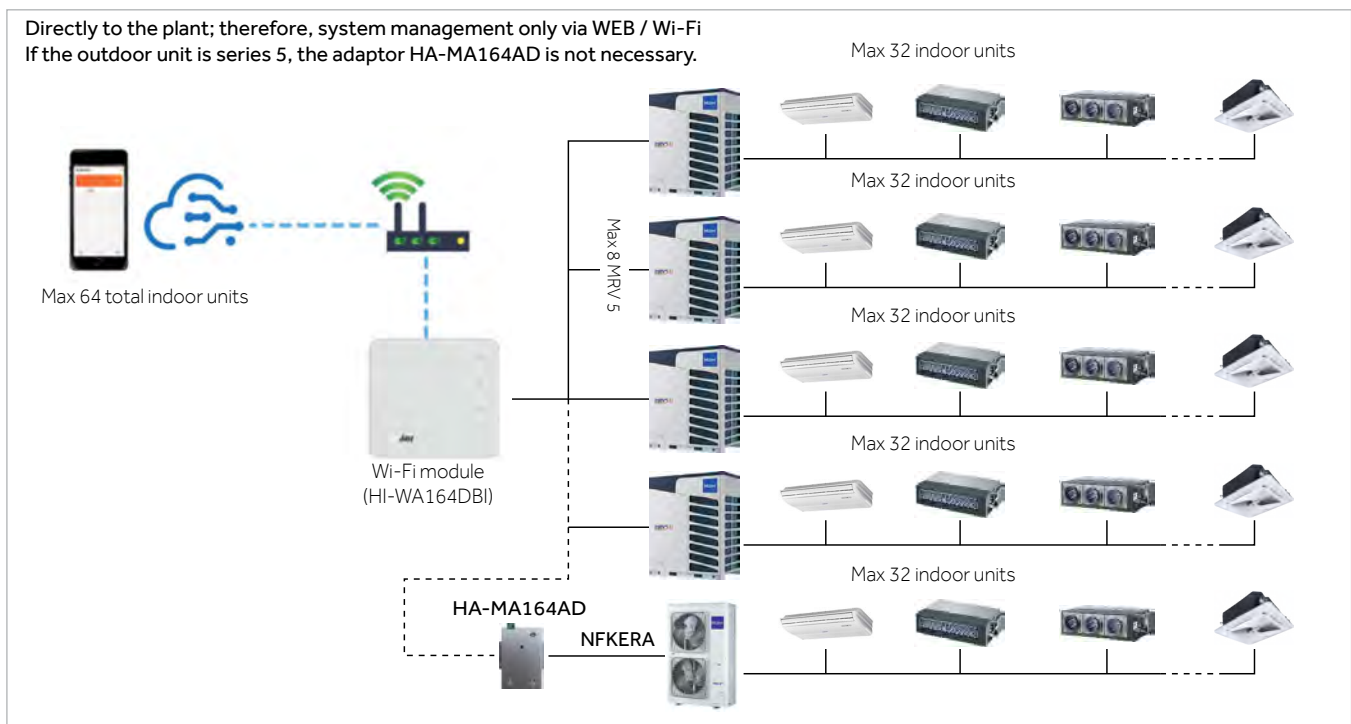 Directly to the plant; therefore, system management only via WEB / Wi-Fi
If the outdoor unit is series 5, the adaptor HA-MA164AD is not necessary.
Max 32 indoor units
Max 32 indoor units
Max 8 MRV 5
Max 64 total indoor units
Max 32 indoor units
Wi-Fi module
(HI-WA164DBI)
Max 32 indoor units
Max 32 indoor units
HA-MA164AD
NFKERA